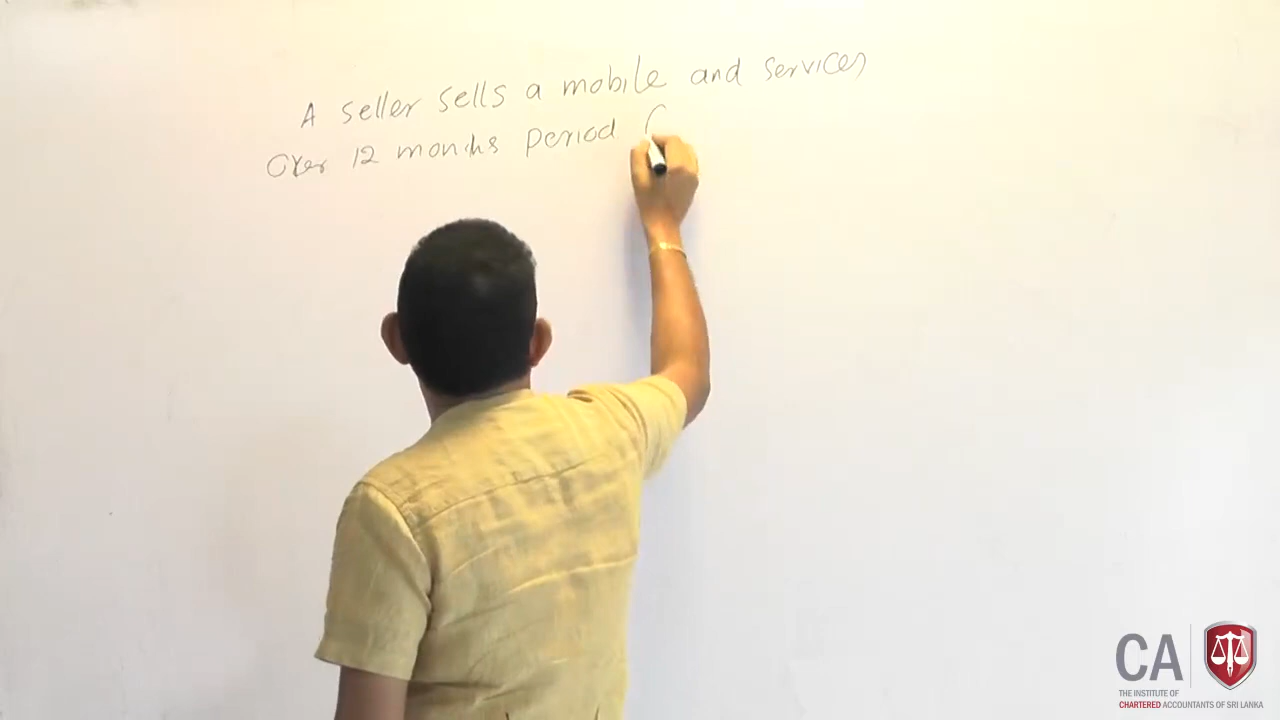 A seller sells a mobile and services
Over 12 months period (
CA
THE INSTITUTE OF
CHARTERED ACCOUNTANTS OF SRI LANKA